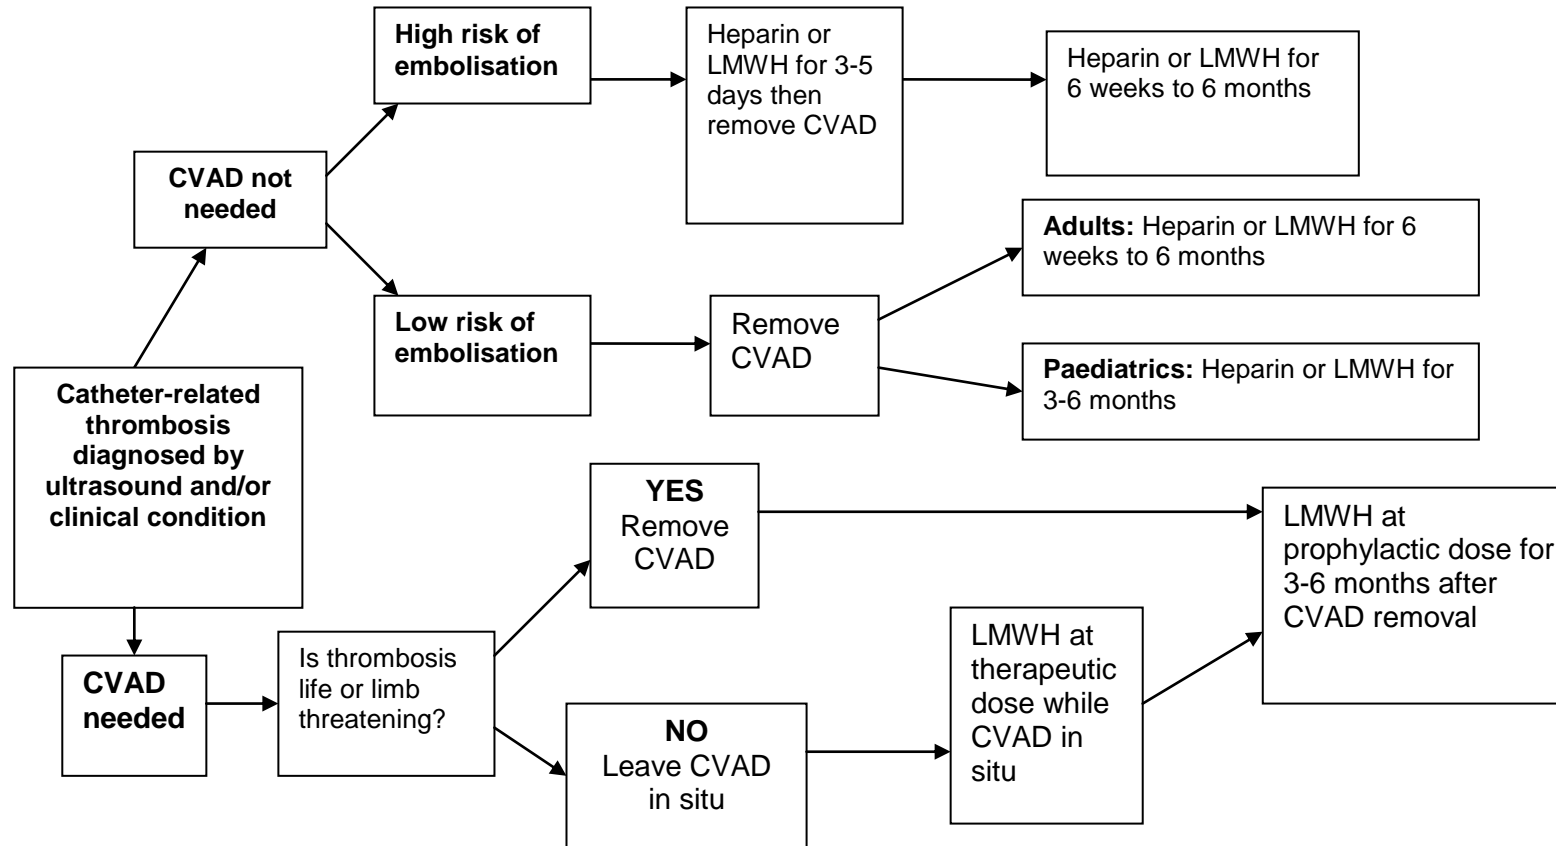 High risk of
embolisation
Heparin or
LMWH for 3-5
days then
remove CVAD
Heparin or LMWH for
6 weeks to 6 months
CVAD not
needed
Adults: Heparin or LMWH for 6
weeks to 6 months
Low risk of
embolisation
Remove
CVAD
Paediatrics: Heparin or LMWH for
3-6 months
Catheter-related
thrombosis
diagnosed by
ultrasound and/or
clinical condition
YES
Remove
CVAD
LMWH at
prophylactic dose for
3-6 months after
CVAD removal
CVAD
needed
Is thrombosis
life or limb
threatening?
NO
Leave CVAD
in situ
LMWH at
therapeutic
dose while
CVAD in
situ